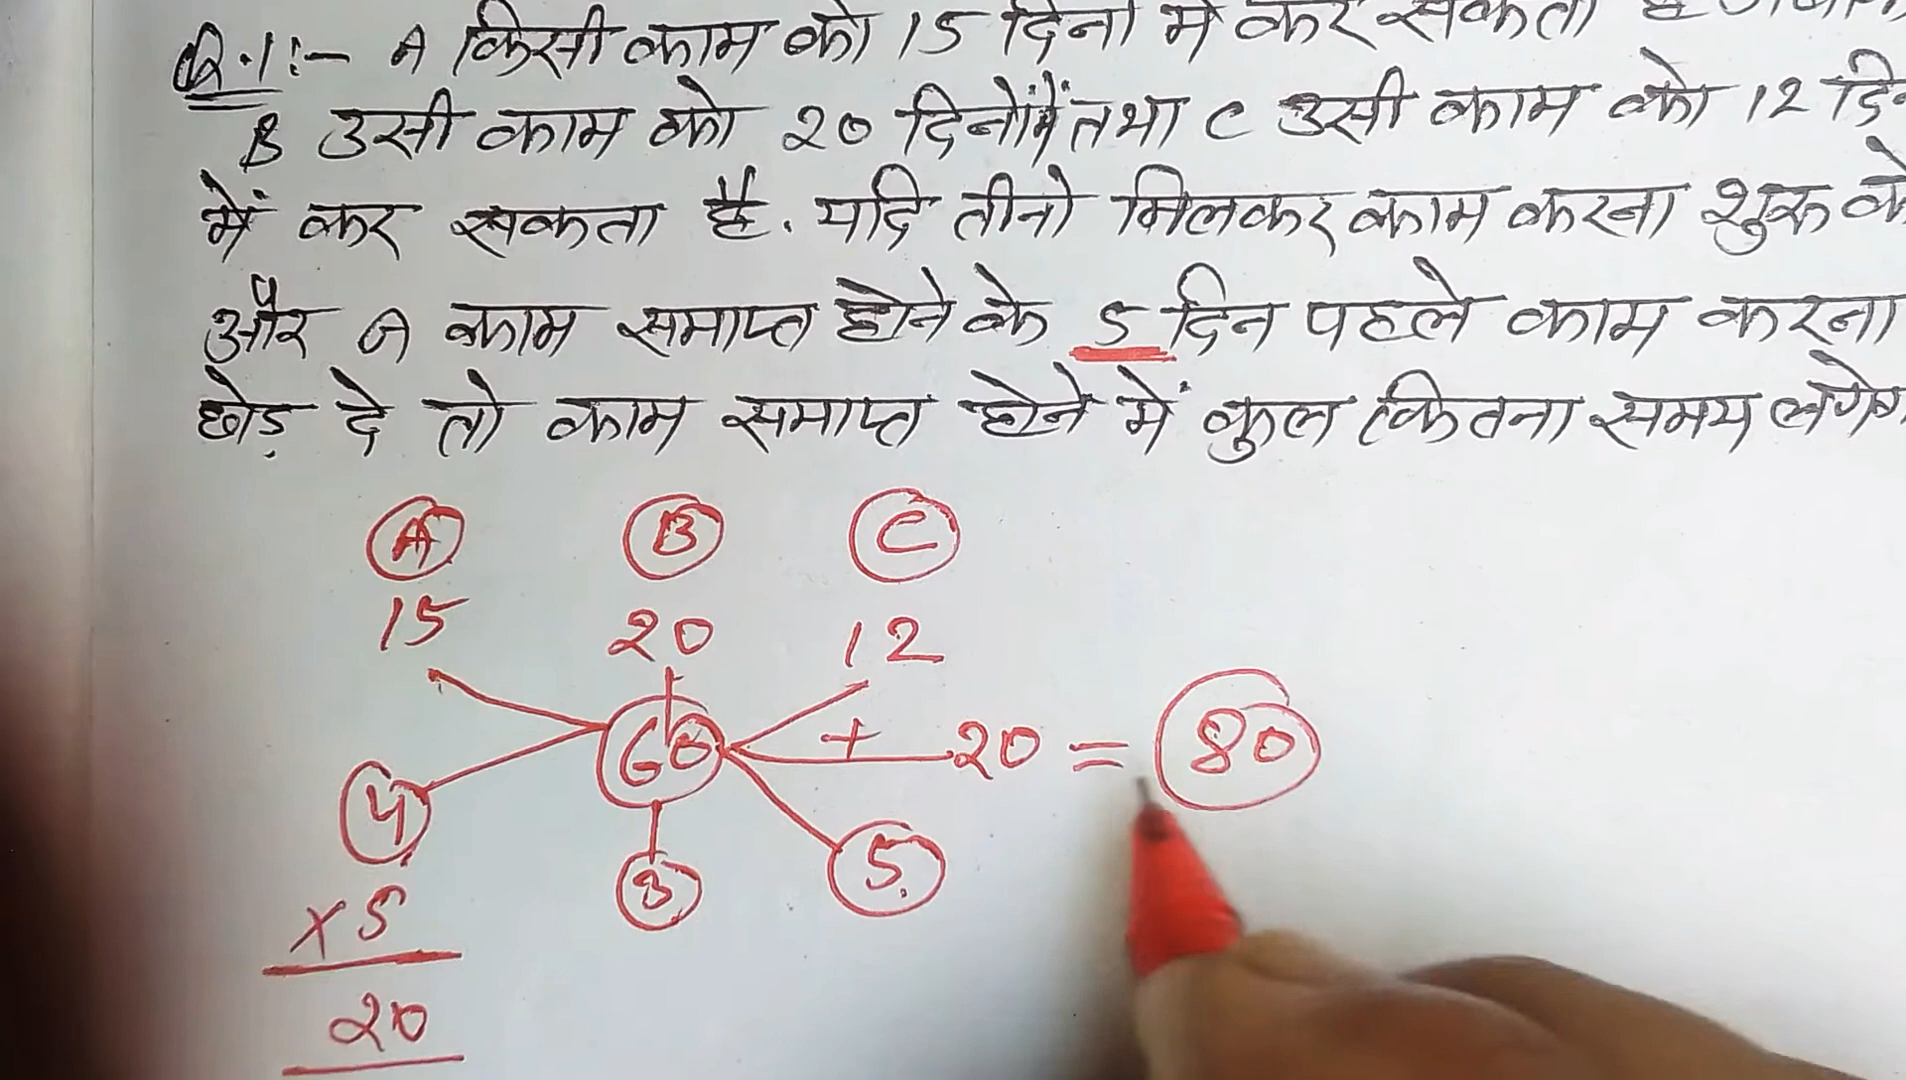 Q.1:- A किसी काम को 15 दिनों में कर सकता है
B उसी काम को 20 दिनों में तथा C उसी काम को 12
में कर सकता है. यदि तीनो मिलकर काम करना शुरू
और A काम समाप्त होने के 5 दिन पहले काम करना
छोड़ दे तो काम समाप्त होने में कुल कितना समय
A B C
15 20 12
60 + 20 = 80
4 3 5
x 5
20